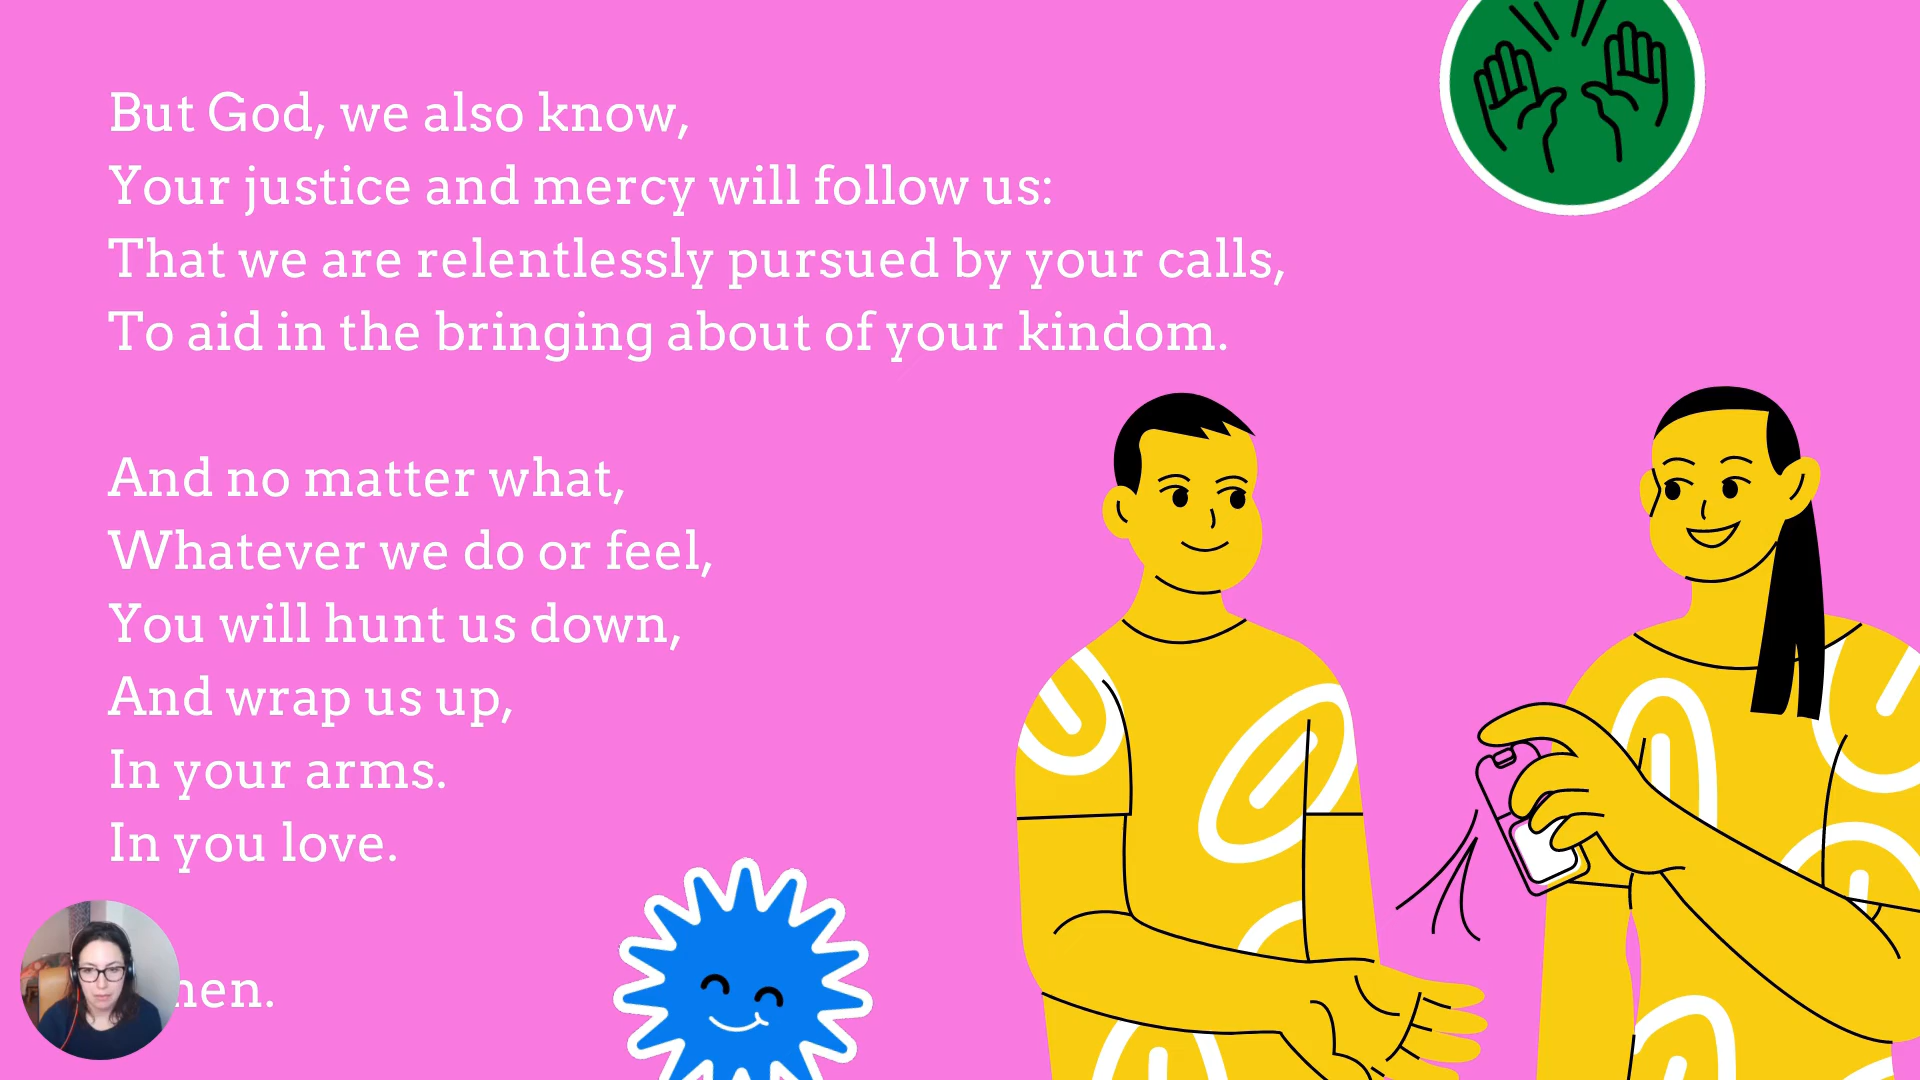 But God, we also know,
Your justice and mercy will follow us:
That we are relentlessly pursued by your calls,
To aid in the bringing about of your kindom.
And no matter what,
Whatever we do or feel,
You will hunt us down,
And wrap us up,
In your arms.
In you love.
men.